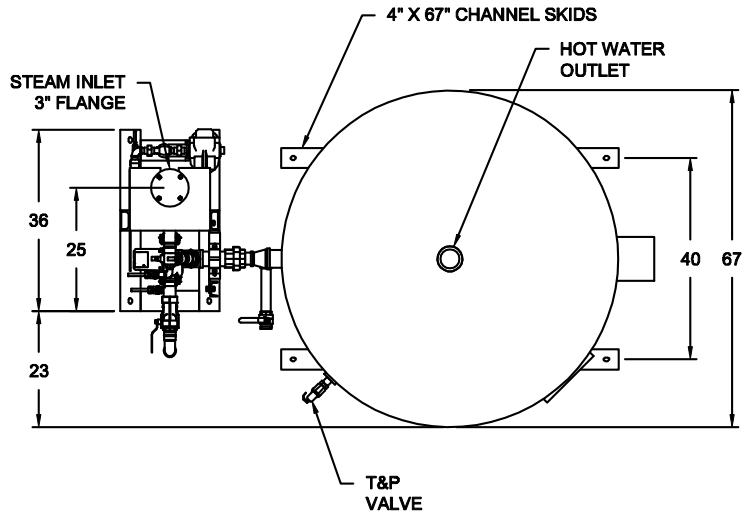 4" X 67" CHANNEL SKIDS
HOT WATER
OUTLET
STEAM INLET
3" FLANGE
36
25
40
67
23
T&P
VALVE